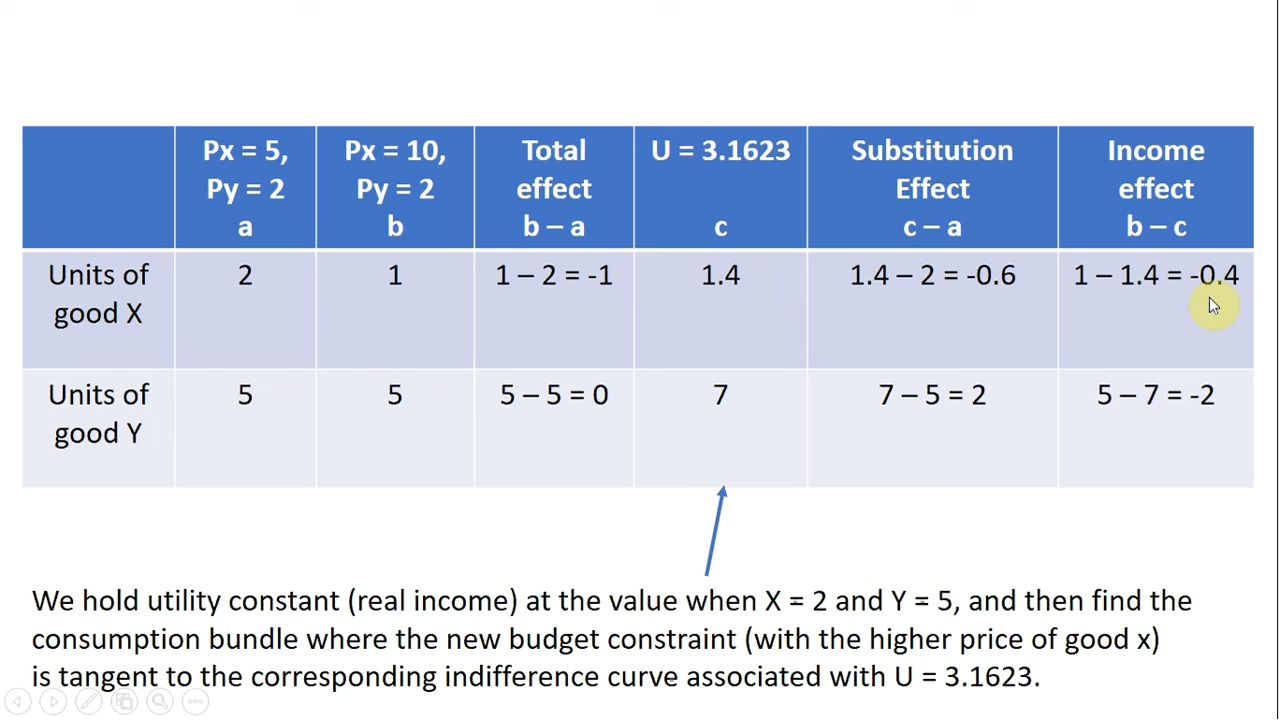 Px = 5,
Py = 2
a
Px = 10,
Py = 2
b
Total
effect
b – a
U = 3.1623
c
Substitution
Effect
c – a
Income
effect
b – c
Units of
good X
2
1
1 – 2 = -1
1.4
1.4 – 2 = -0.6
1 – 1.4 = -0.4
Units of
good Y
5
5
5 – 5 = 0
7
7 – 5 = 2
5 – 7 = -2
We hold utility constant (real income) at the value when X = 2 and Y = 5, and then find the
consumption bundle where the new budget constraint (with the higher price of good x)
is tangent to the corresponding indifference curve associated with U = 3.1623.